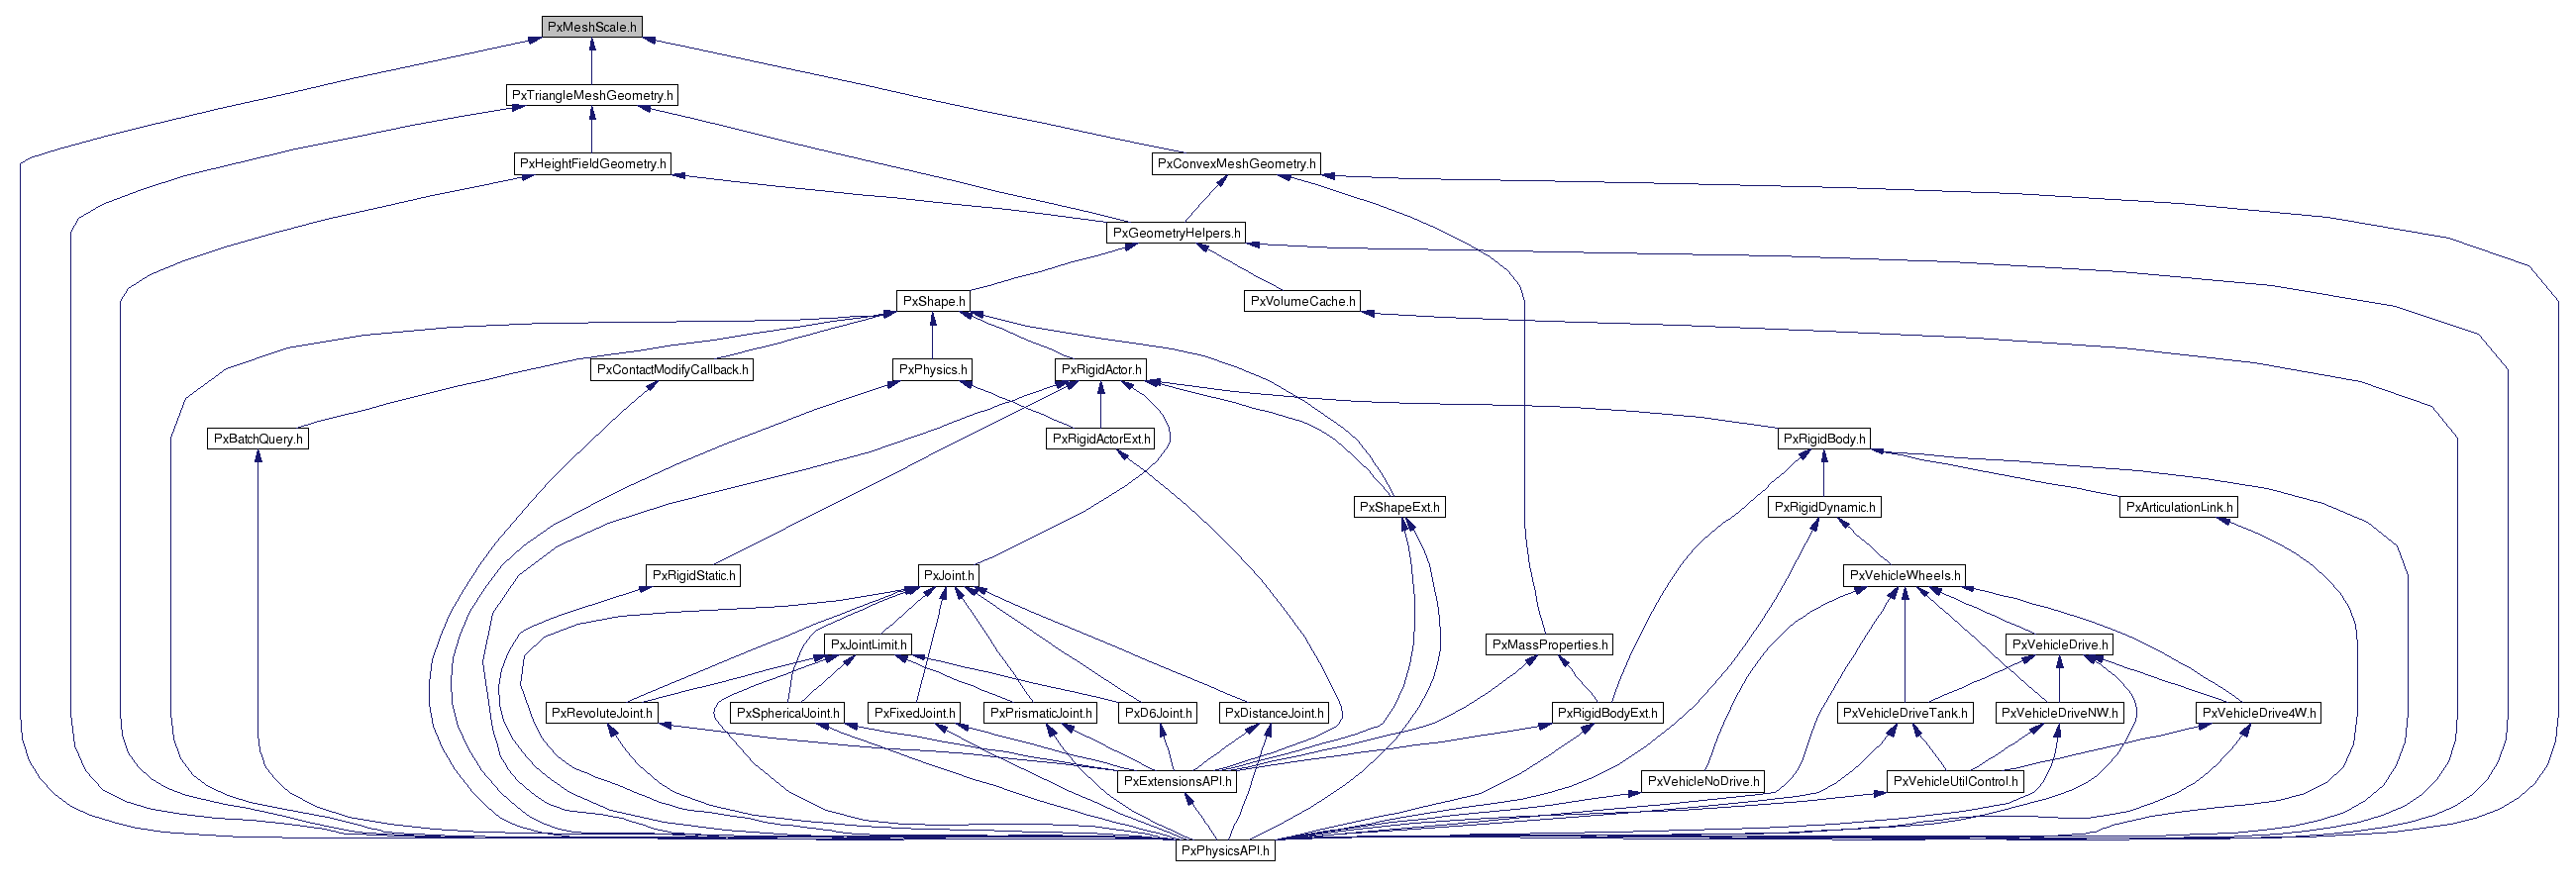 PxMeshScale.h
PxTriangleMeshGeometry.h
PxHeightFieldGeometry.h
PxConvexMeshGeometry.h
PxGeometryHelpers.h
PxShape.h
PxVolumeCache.h
PxContactModifyCallback.h
PxPhysics.h
PxRigidActor.h
PxBatchQuery.h
PxRigidActorExt.h
PxRigidBody.h
PxShapeExt.h
PxRigidDynamic.h
PxArticulationLink.h
PxRigidStatic.h
PxJoint.h
PxVehicleWheels.h
PxJointLimit.h
PxMassProperties.h
PxVehicleDrive.h
PxRevoluteJoint.h
PxSphericalJoint.h
PxFixedJoint.h
PxPrismaticJoint.h
PxD6Joint.h
PxDistanceJoint.h
PxRigidBodyExt.h
PxVehicleDriveTank.h
PxVehicleDriveNW.h
PxVehicleDrive4W.h
PxExtensionsAPI.h
PxVehicleNoDrive.h
PxVehicleUtilControl.h
PxPhysicsAPI.h